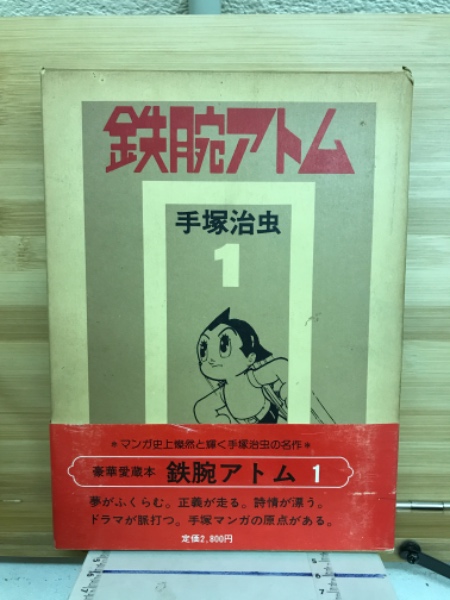 鉄腕アトム
手塚治虫
1
*マンガ史上燦然と輝く手塚治虫の名作*
豪華愛蔵本 鉄腕アトム 1
夢がふくらむ。正義が走る。詩情が漂う。
ドラマが脈打つ。手塚マンガの原点がある。
定価2,800円